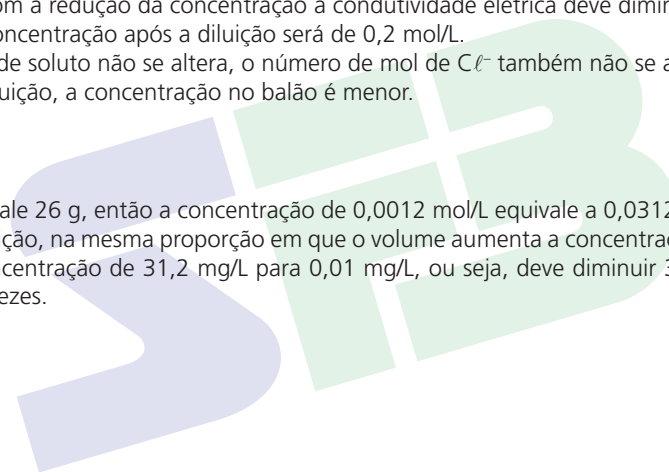 om a redução da concentração a condutividade elétrica deve dimin
oncentração após a diluição será de 0,2 mol/L.
de soluto não se altera, o número de mol de Cℓ⁻ também não se a
uição, a concentração no balão é menor.
ale 26 g, então a concentração de 0,0012 mol/L equivale a 0,0312
ção, na mesma proporção em que o volume aumenta a concentraç
centração de 31,2 mg/L para 0,01 mg/L, ou seja, deve diminuir 3
ezes.
SFB